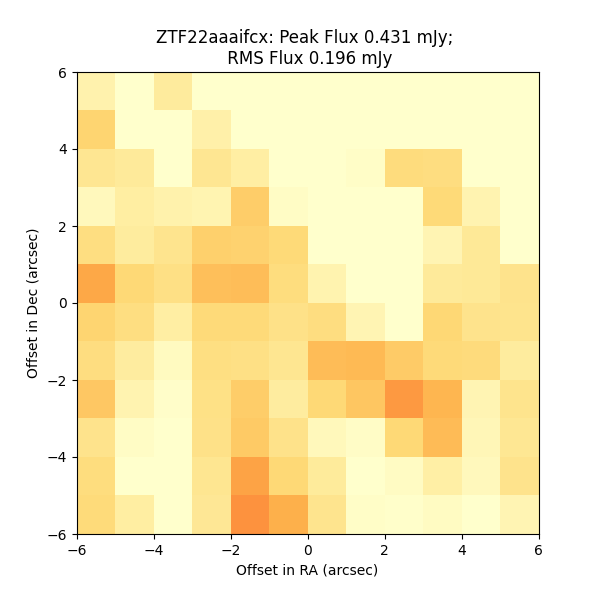 ZTF22aaaifcx: Peak Flux 0.431 mJy;
RMS Flux 0.196 mJy
6
4
2
0
−2
−4
−6
Offset in Dec (arcsec)
−6 −4 −2 0 2 4 6
Offset in RA (arcsec)